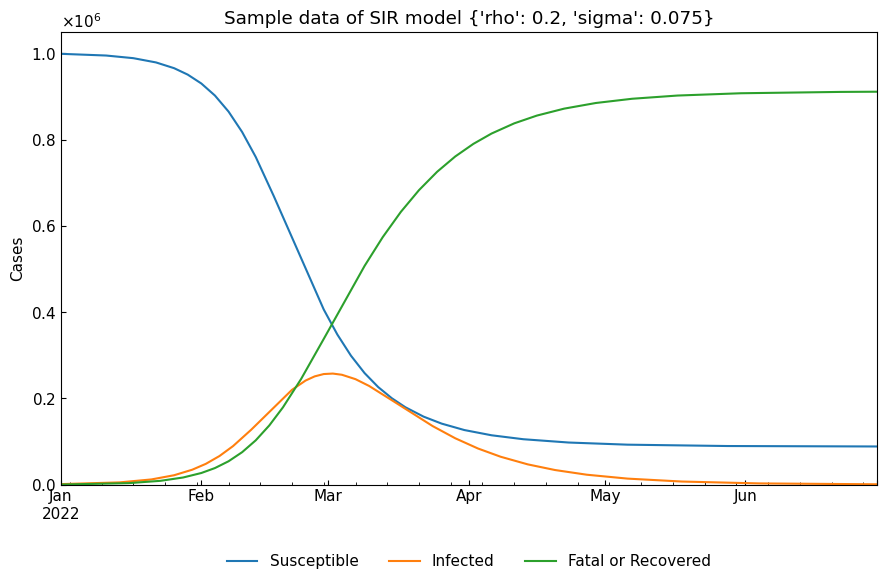 Sample data of SIR model {'rho': 0.2, 'sigma': 0.075}
×10⁶
1.0
0.8
0.6
0.4
0.2
0.0
Cases
Jan Feb Mar Apr May Jun
2022
Susceptible Infected Fatal or Recovered